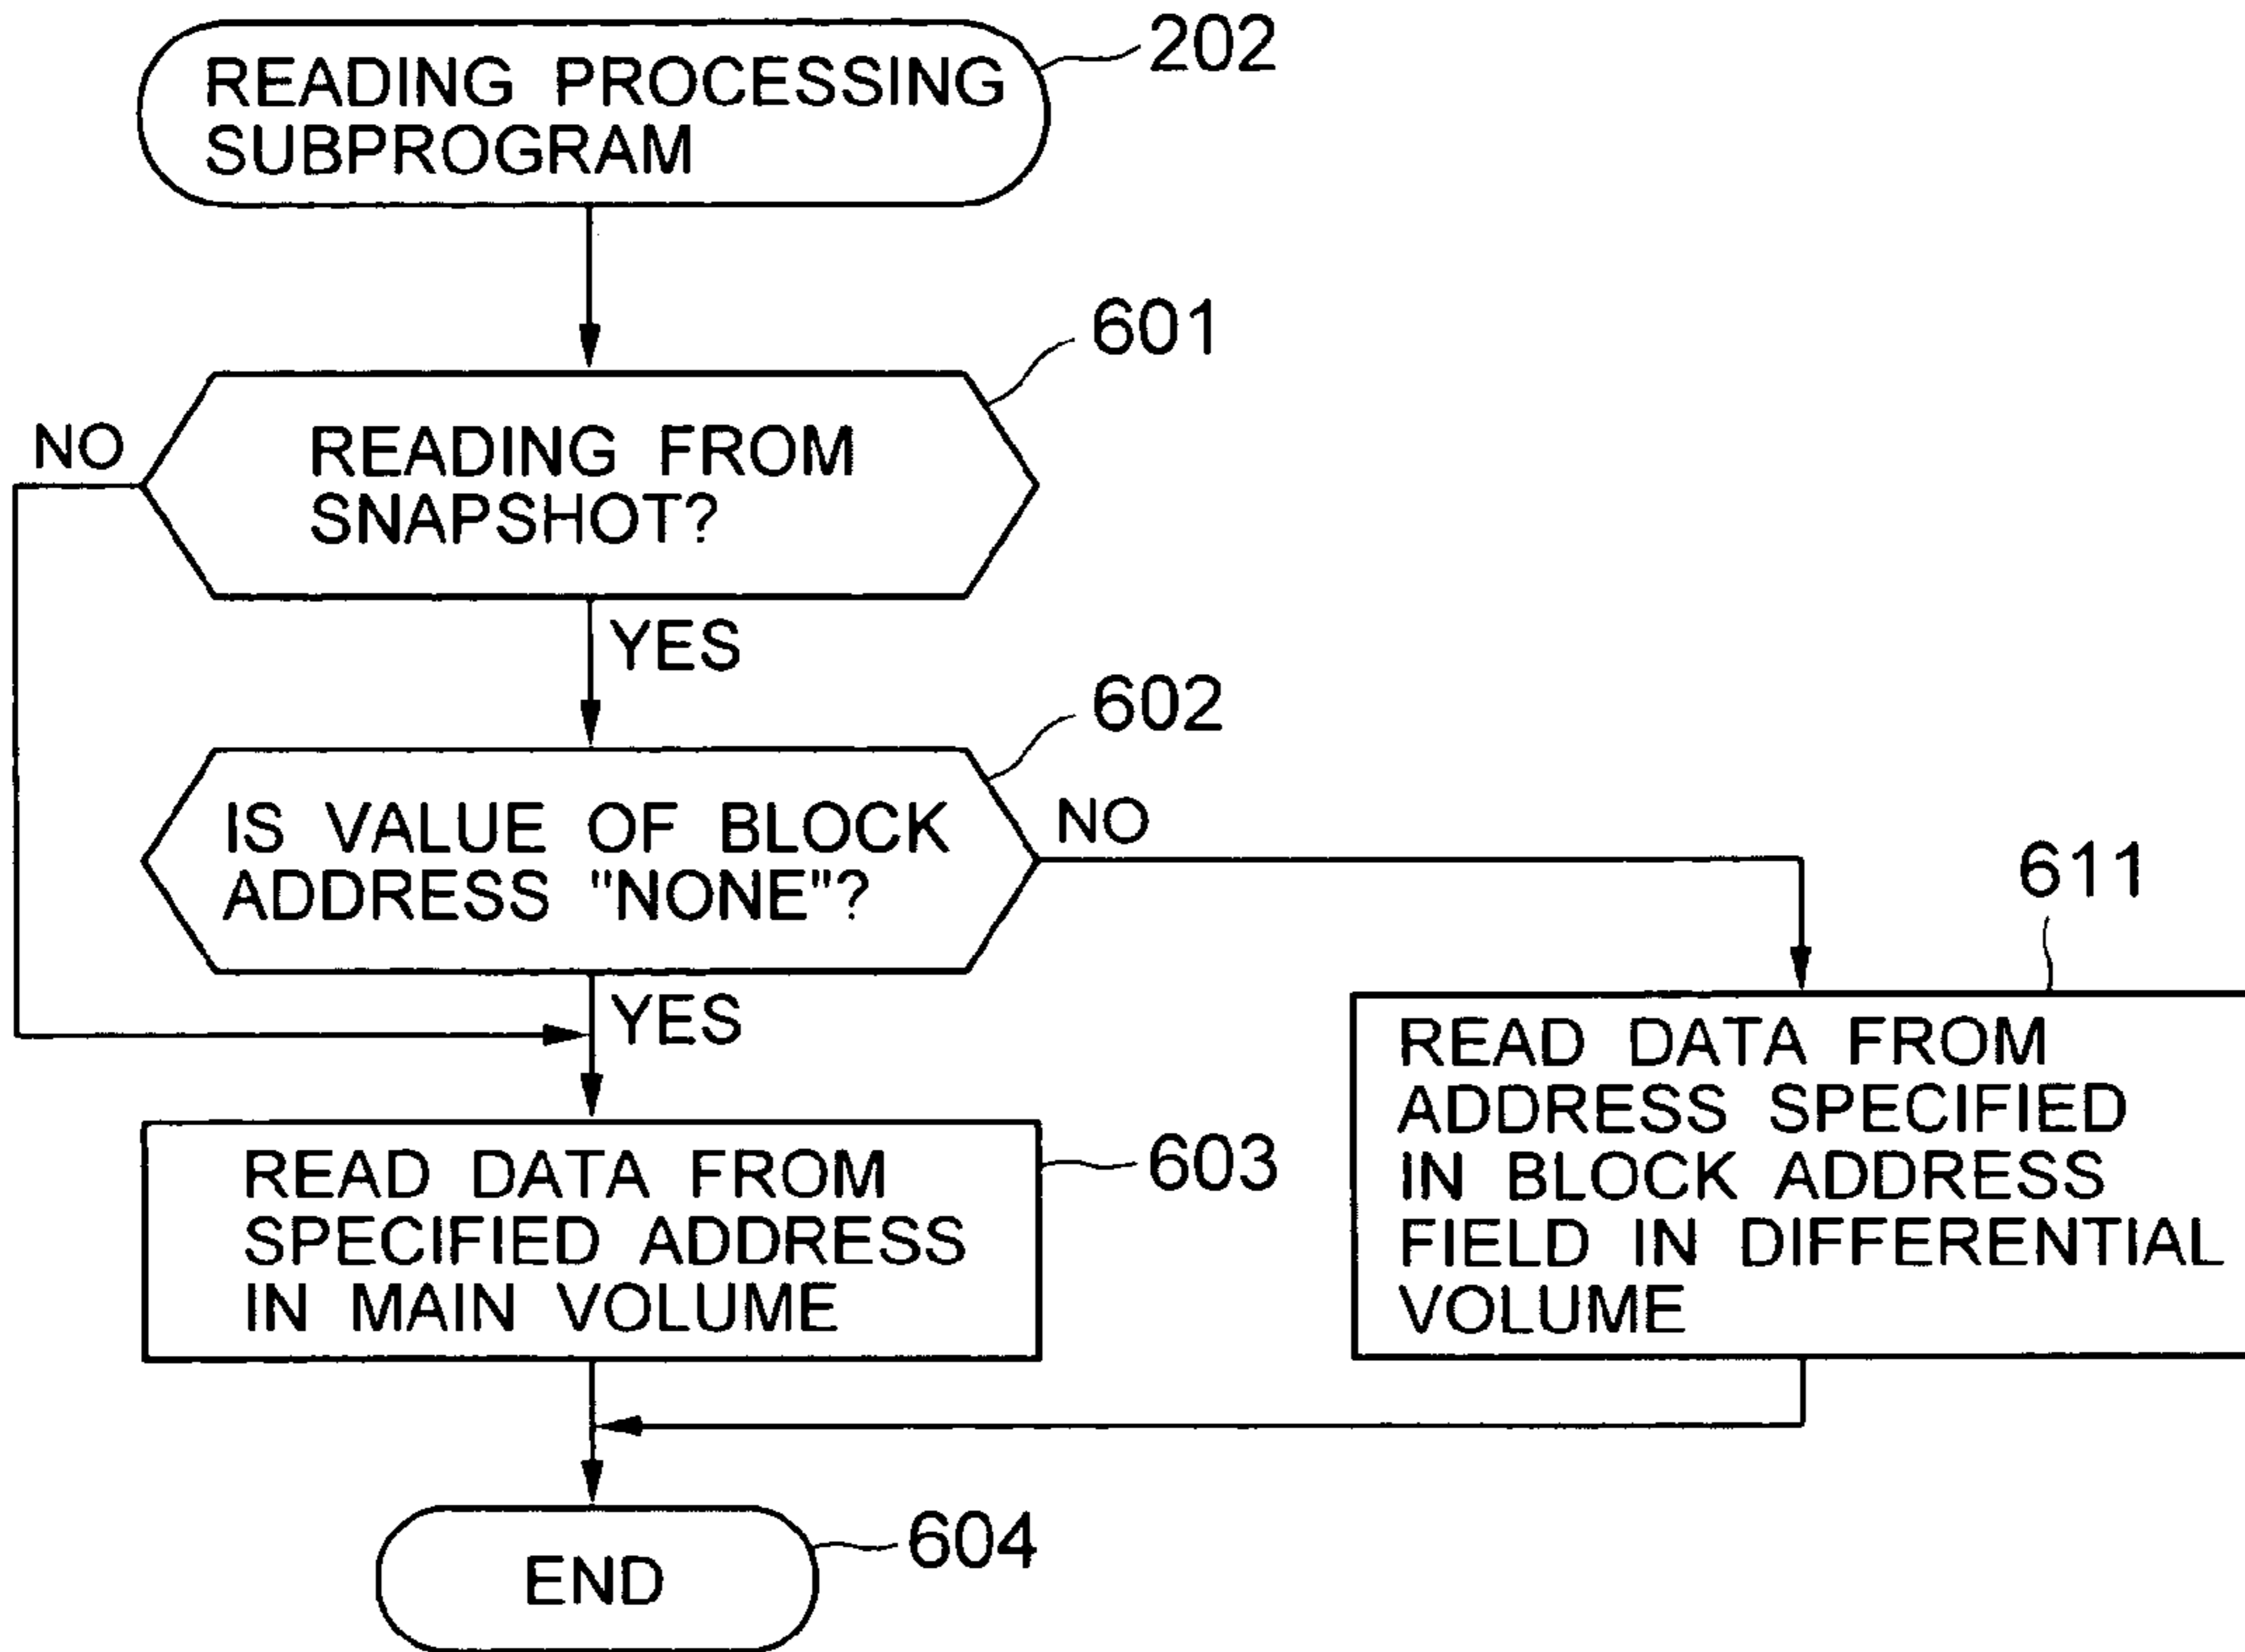 READING PROCESSING
SUBPROGRAM
202
601
NO
READING FROM
SNAPSHOT?
YES
602
IS VALUE OF BLOCK
ADDRESS "NONE"?
NO
YES
611
READ DATA FROM
ADDRESS SPECIFIED
IN BLOCK ADDRESS
FIELD IN DIFFERENTIAL
VOLUME
READ DATA FROM
SPECIFIED ADDRESS
IN MAIN VOLUME
603
END
604